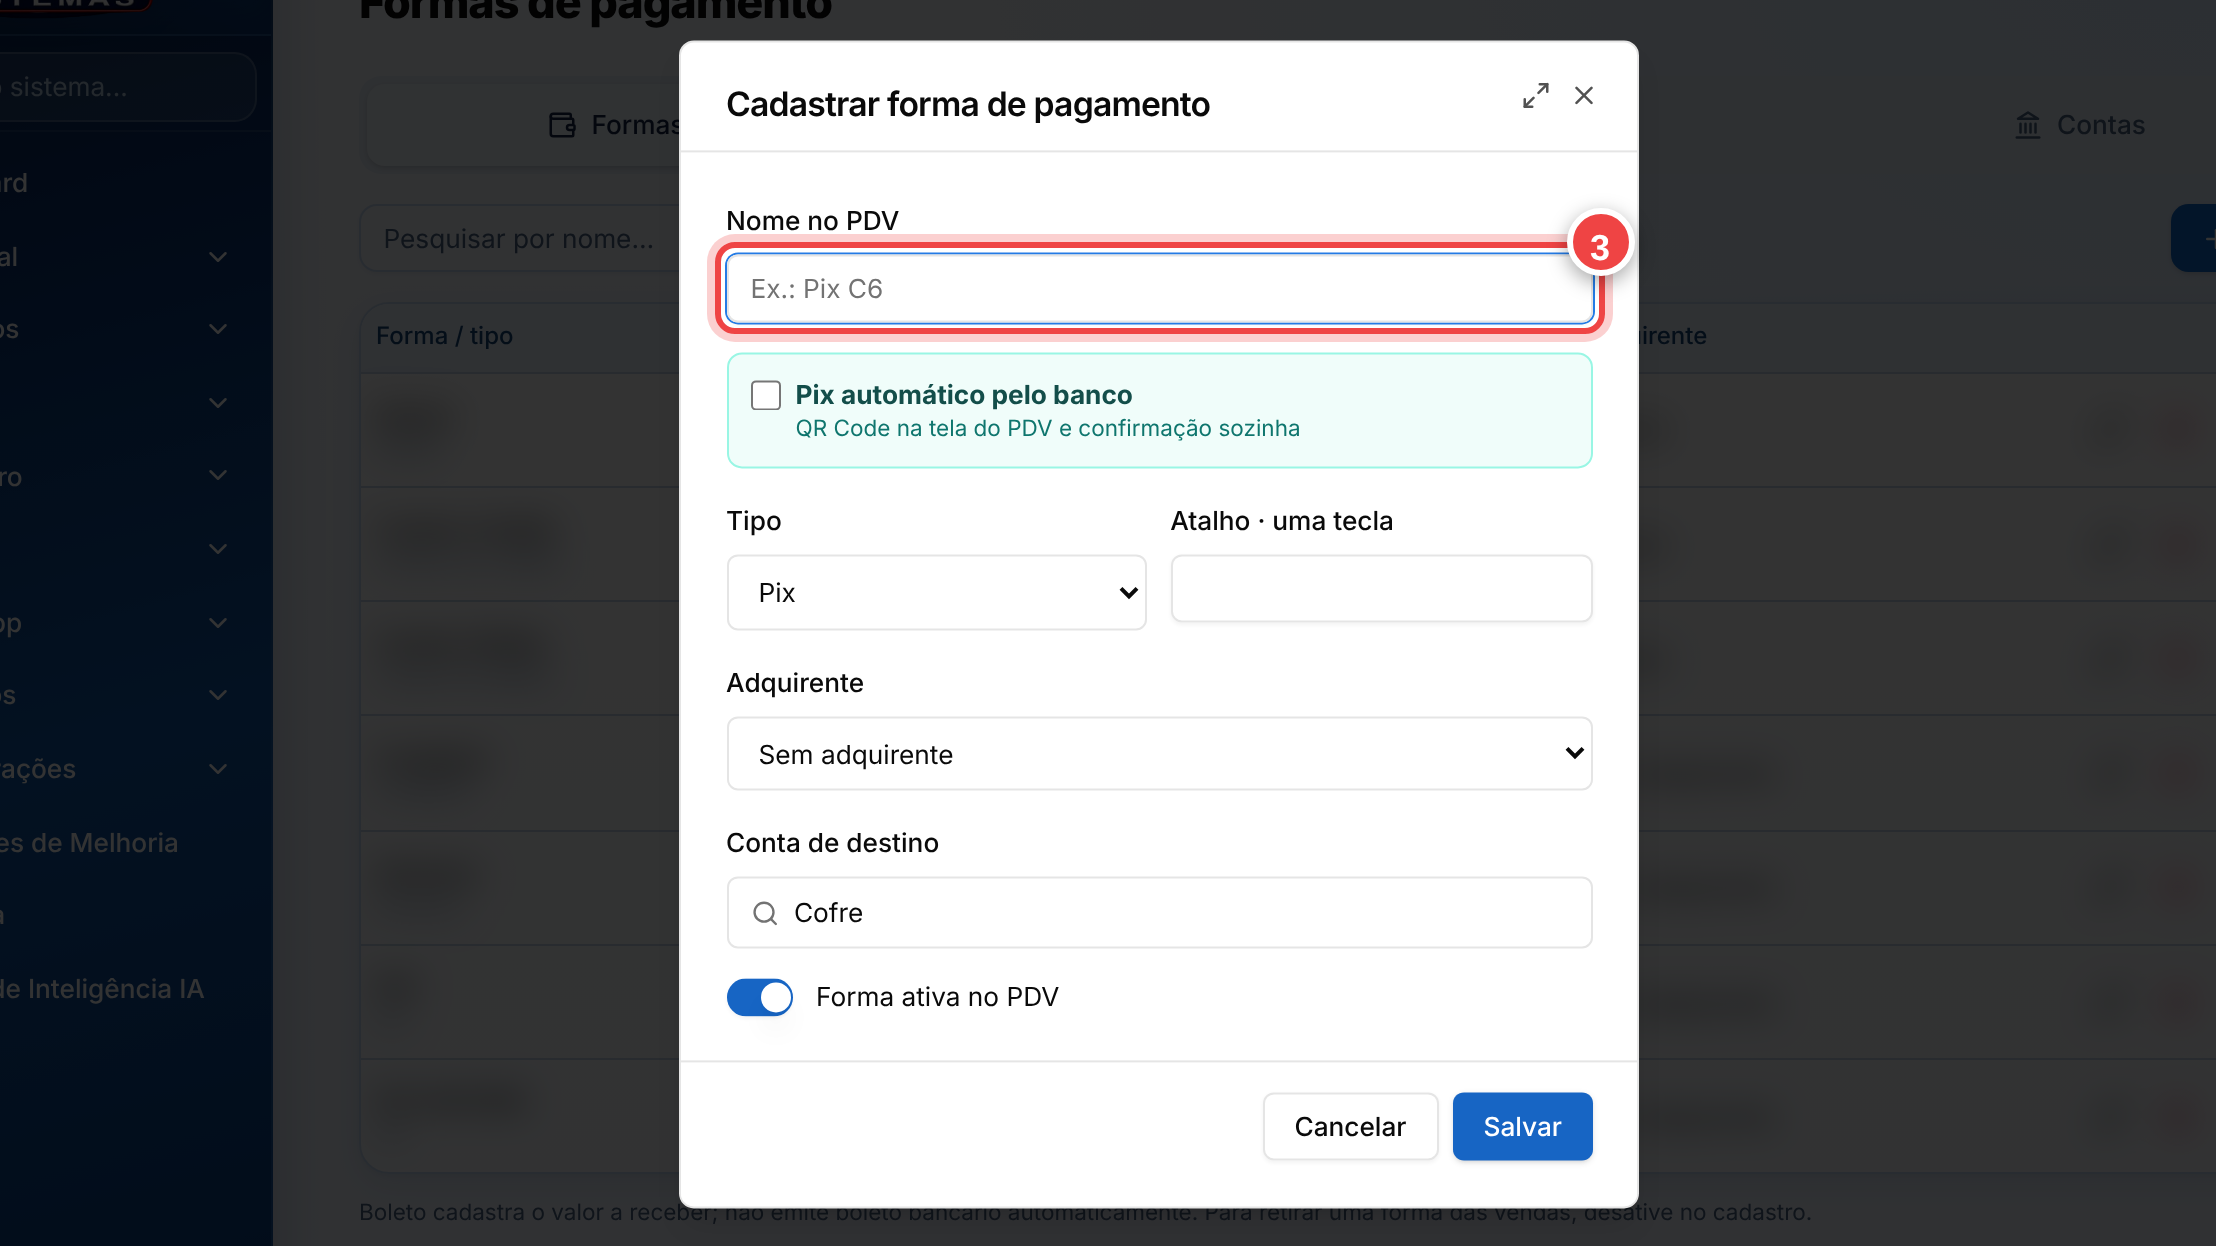 Formas de pagamento
sistema...
Formas
Contas
Pesquisar por nome...
Forma / tipo
Cadastrar forma de pagamento
Nome no PDV
3
Ex.: Pix C6
Pix automático pelo banco
QR Code na tela do PDV e confirmação sozinha
Tipo
Atalho · uma tecla
Pix
Adquirente
Sem adquirente
Conta de destino
Cofre
Forma ativa no PDV
Cancelar
Salvar
de Melhoria
de Inteligência IA
Boleto cadastra o valor a receber; não emite boleto bancário automaticamente. Para retirar uma forma das vendas, desative no cadastro.